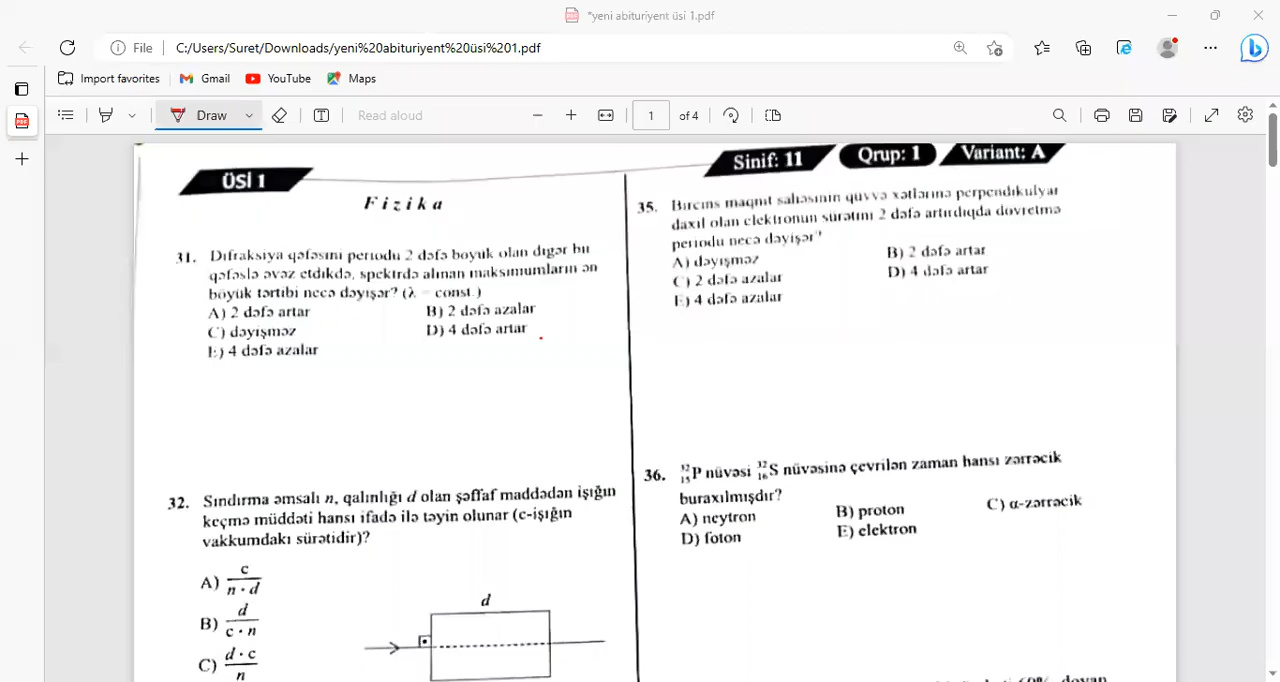 *yeni abituriyent üsi 1.pdf
File C:/Users/Suret/Downloads/yeni%20abituriyent%20üsi%201.pdf
Import favorites Gmail YouTube Maps
Draw Read aloud 1 of 4
ÜSİ 1
Sinif: 11 Qrup: 1 Variant: A
Fizika
31. Difraksiya qəfəsini periodu 2 dəfə böyük olan digər bir
qəfəslə əvəz etdikdə, spektrdə alınan maksimumların ən
böyük tərtibi necə dəyişər? (λ = const.)
A) 2 dəfə artar B) 2 dəfə azalar
C) dəyişməz D) 4 dəfə artar
E) 4 dəfə azalar
32. Sındırma əmsalı n, qalınlığı d olan şəffaf maddədən işığın
keçmə müddəti hansı ifadə ilə təyin olunar (c-işığın
vakkumdakı sürətidir)?
A) c / n · d
B) d / c · n
C) d · c / n
d
35. Bircins maqnit sahəsinin qüvvə xətlərinə perpendikulyar
daxil olan elektronun sürətini 2 dəfə artırdıqda dövretmə
periodu necə dəyişər?
A) dəyişməz B) 2 dəfə artar
C) 2 dəfə azalar D) 4 dəfə artar
E) 4 dəfə azalar
36. ³²₁₅P nüvəsi ³²₁₆S nüvəsinə çevrilən zaman hansı zərrəcik
buraxılmışdır?
A) neytron B) proton C) α-zərrəcik
D) foton E) elektron